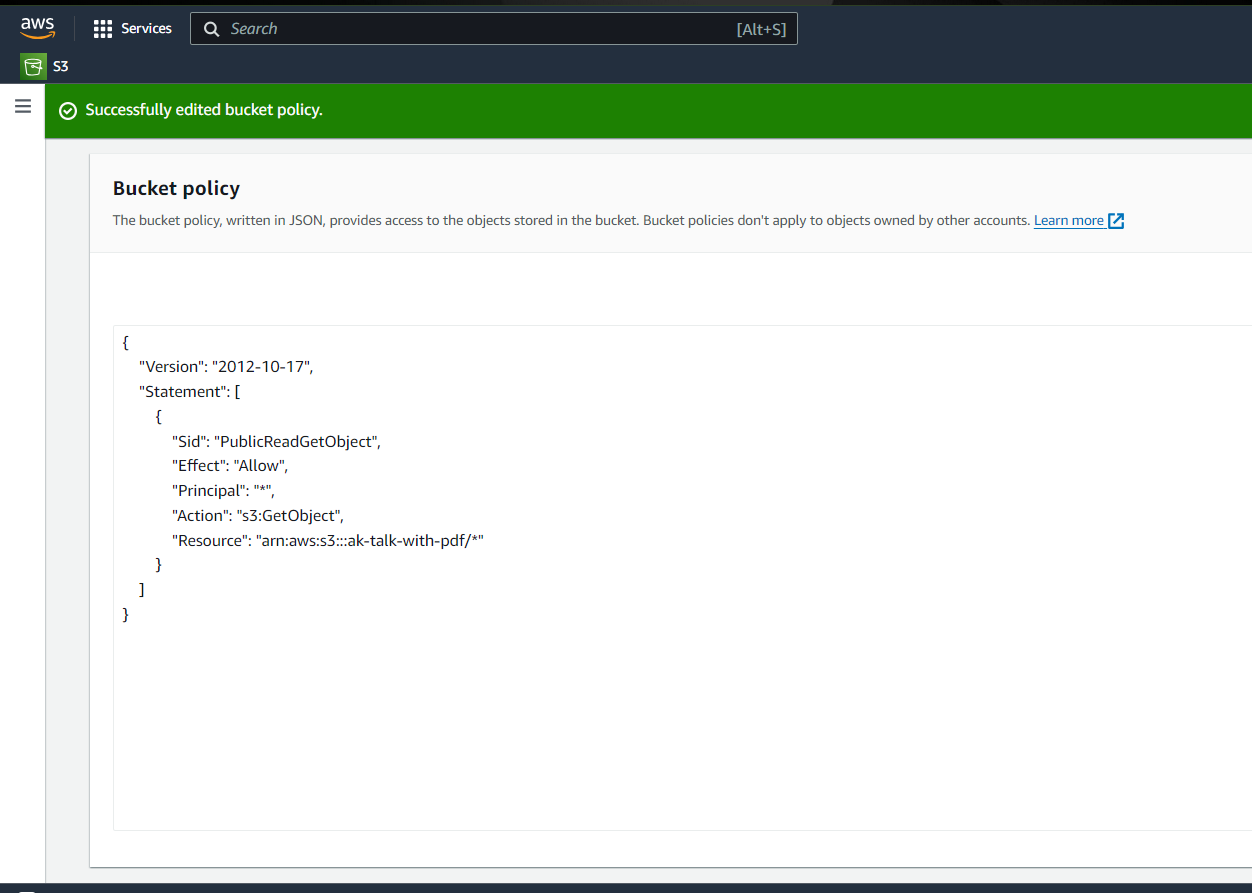 aws
Services
Search
[Alt+S]
S3
Successfully edited bucket policy.
Bucket policy
The bucket policy, written in JSON, provides access to the objects stored in the bucket. Bucket policies don't apply to objects owned by other accounts. Learn more
{
"Version": "2012-10-17",
"Statement": [
{
"Sid": "PublicReadGetObject",
"Effect": "Allow",
"Principal": "*",
"Action": "s3:GetObject",
"Resource": "arn:aws:s3:::ak-talk-with-pdf/*"
}
]
}